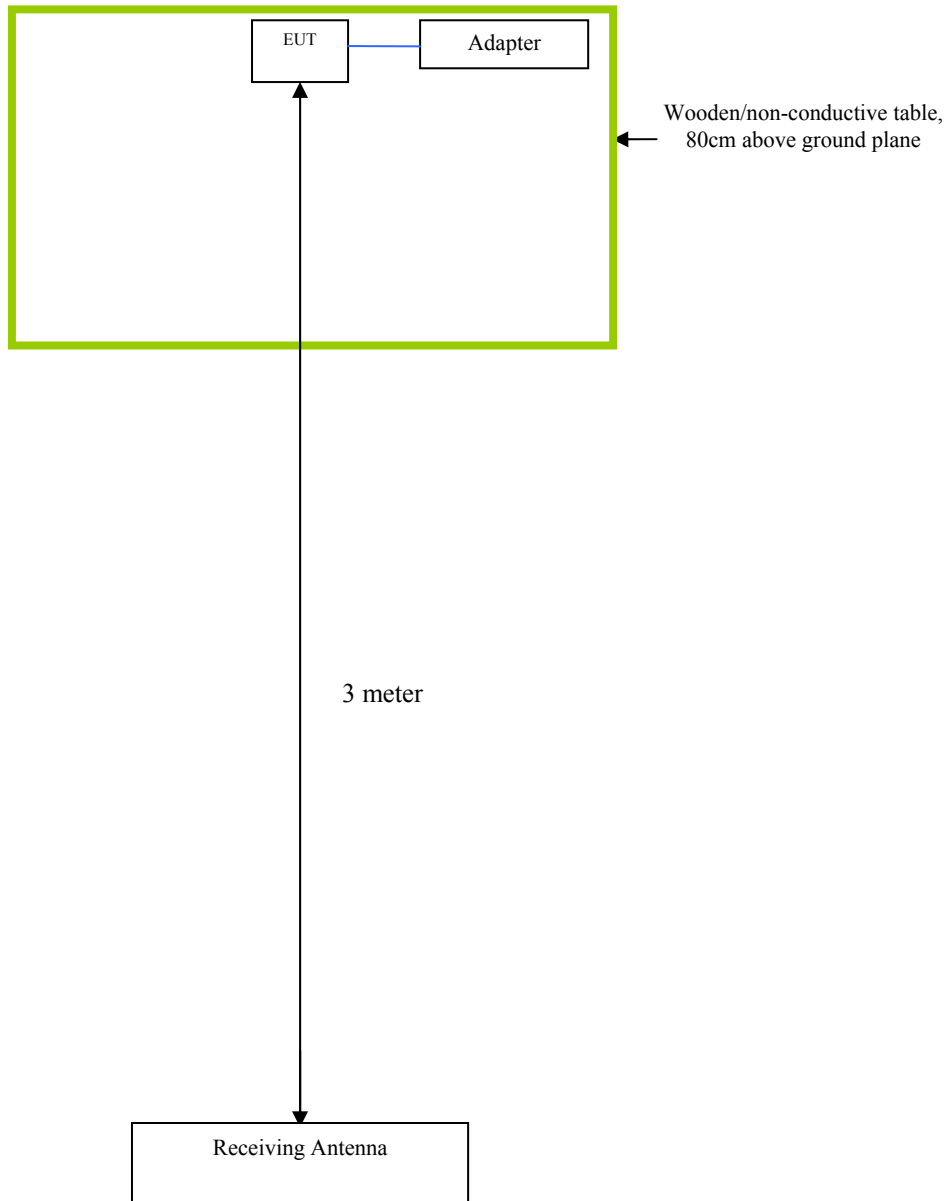 EUT
Adapter
Wooden/non-conductive table,
80cm above ground plane
3 meter
Receiving Antenna